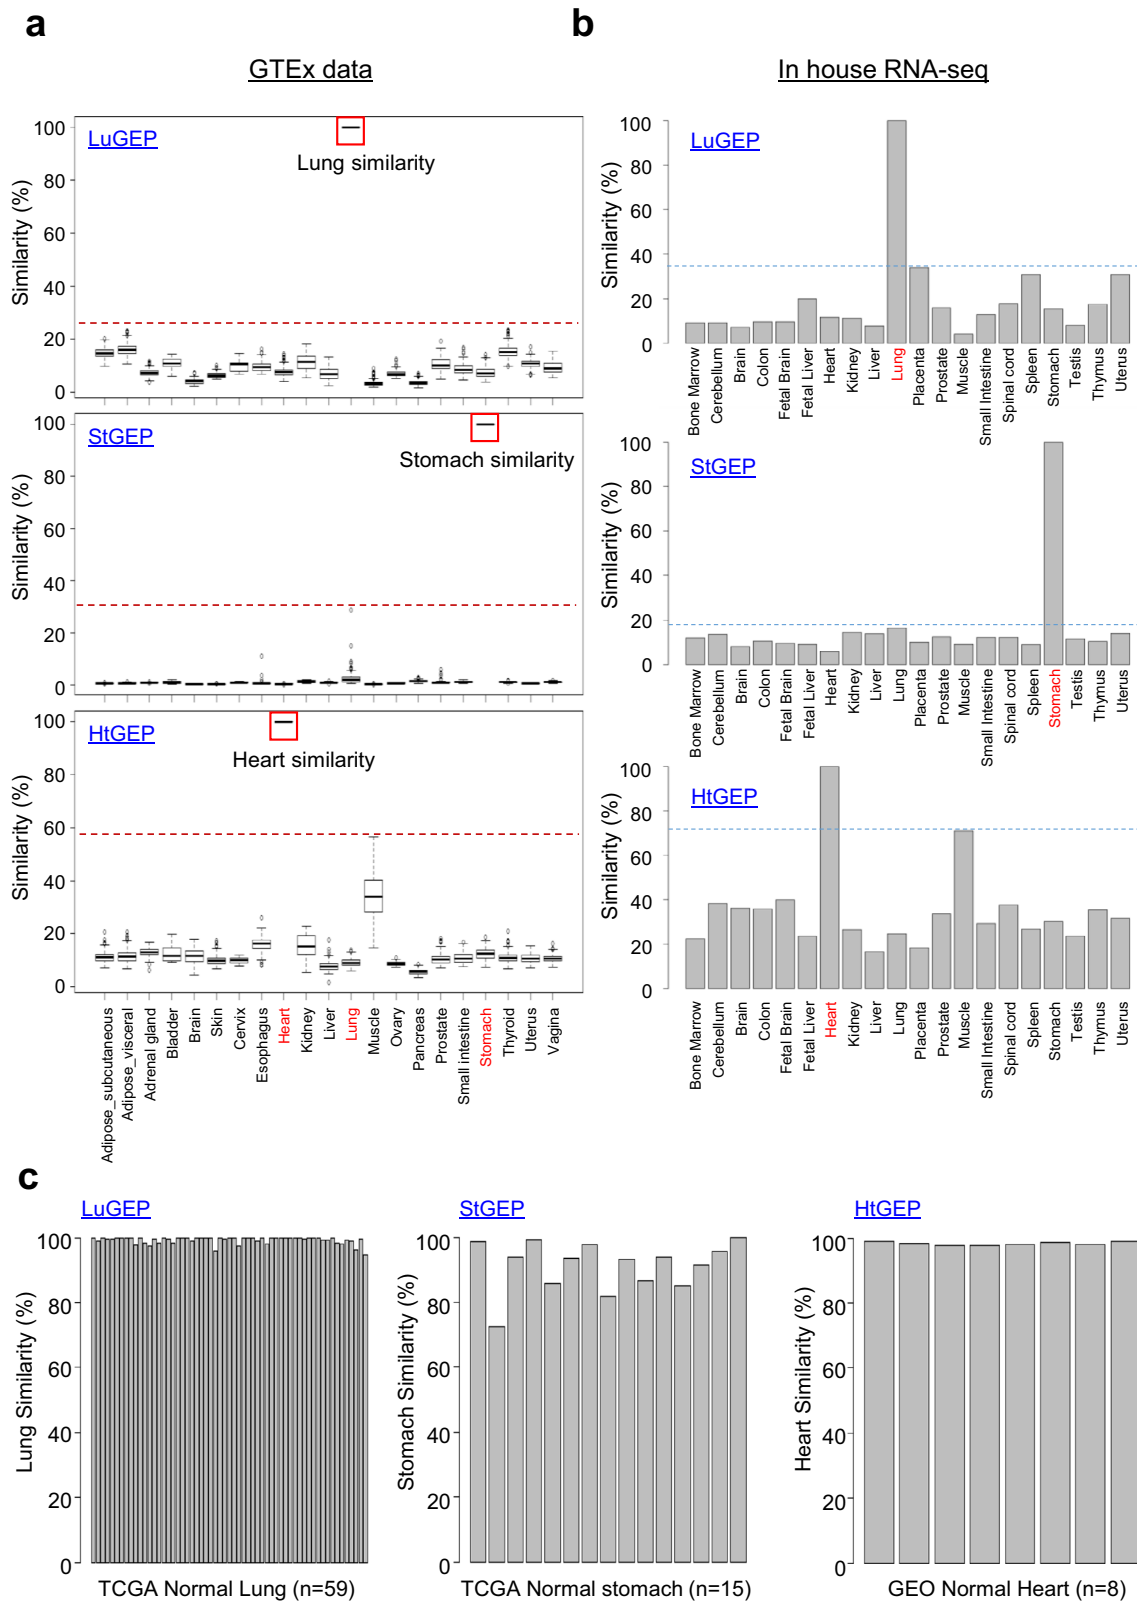 a
b
GTEx data
In house RNA-seq
LuGEP
Lung similarity
Similarity (%)
100
80
60
40
20
0
StGEP
Stomach similarity
Similarity (%)
100
80
60
40
20
0
HtGEP
Heart similarity
Similarity (%)
100
80
60
40
20
0
Adipose_subcutaneous
Adipose_visceral
Adrenal gland
Bladder
Brain
Skin
Cervix
Esophagus
Heart
Kidney
Liver
Lung
Muscle
Ovary
Pancreas
Prostate
Small intestine
Stomach
Thyroid
Uterus
Vagina
LuGEP
Similarity (%)
100
80
60
40
20
0
Bone Marrow
Cerebellum
Brain
Colon
Fetal Brain
Fetal Liver
Heart
Kidney
Liver
Lung
Placenta
Prostate
Muscle
Small Intestine
Spinal cord
Spleen
Stomach
Testis
Thymus
Uterus
StGEP
Similarity (%)
100
80
60
40
20
0
Bone Marrow
Cerebellum
Brain
Colon
Fetal Brain
Fetal Liver
Heart
Kidney
Liver
Lung
Placenta
Prostate
Muscle
Small Intestine
Spinal cord
Spleen
Stomach
Testis
Thymus
Uterus
HtGEP
Similarity (%)
100
80
60
40
20
0
Bone Marrow
Cerebellum
Brain
Colon
Fetal Brain
Fetal Liver
Heart
Kidney
Liver
Lung
Placenta
Prostate
Muscle
Small Intestine
Spinal cord
Spleen
Stomach
Testis
Thymus
Uterus
c
LuGEP
Lung Similarity (%)
100
80
60
40
20
0
TCGA Normal Lung (n=59)
StGEP
Stomach Similarity (%)
100
80
60
40
20
0
TCGA Normal stomach (n=15)
HtGEP
Heart Similarity (%)
100
80
60
40
20
0
GEO Normal Heart (n=8)